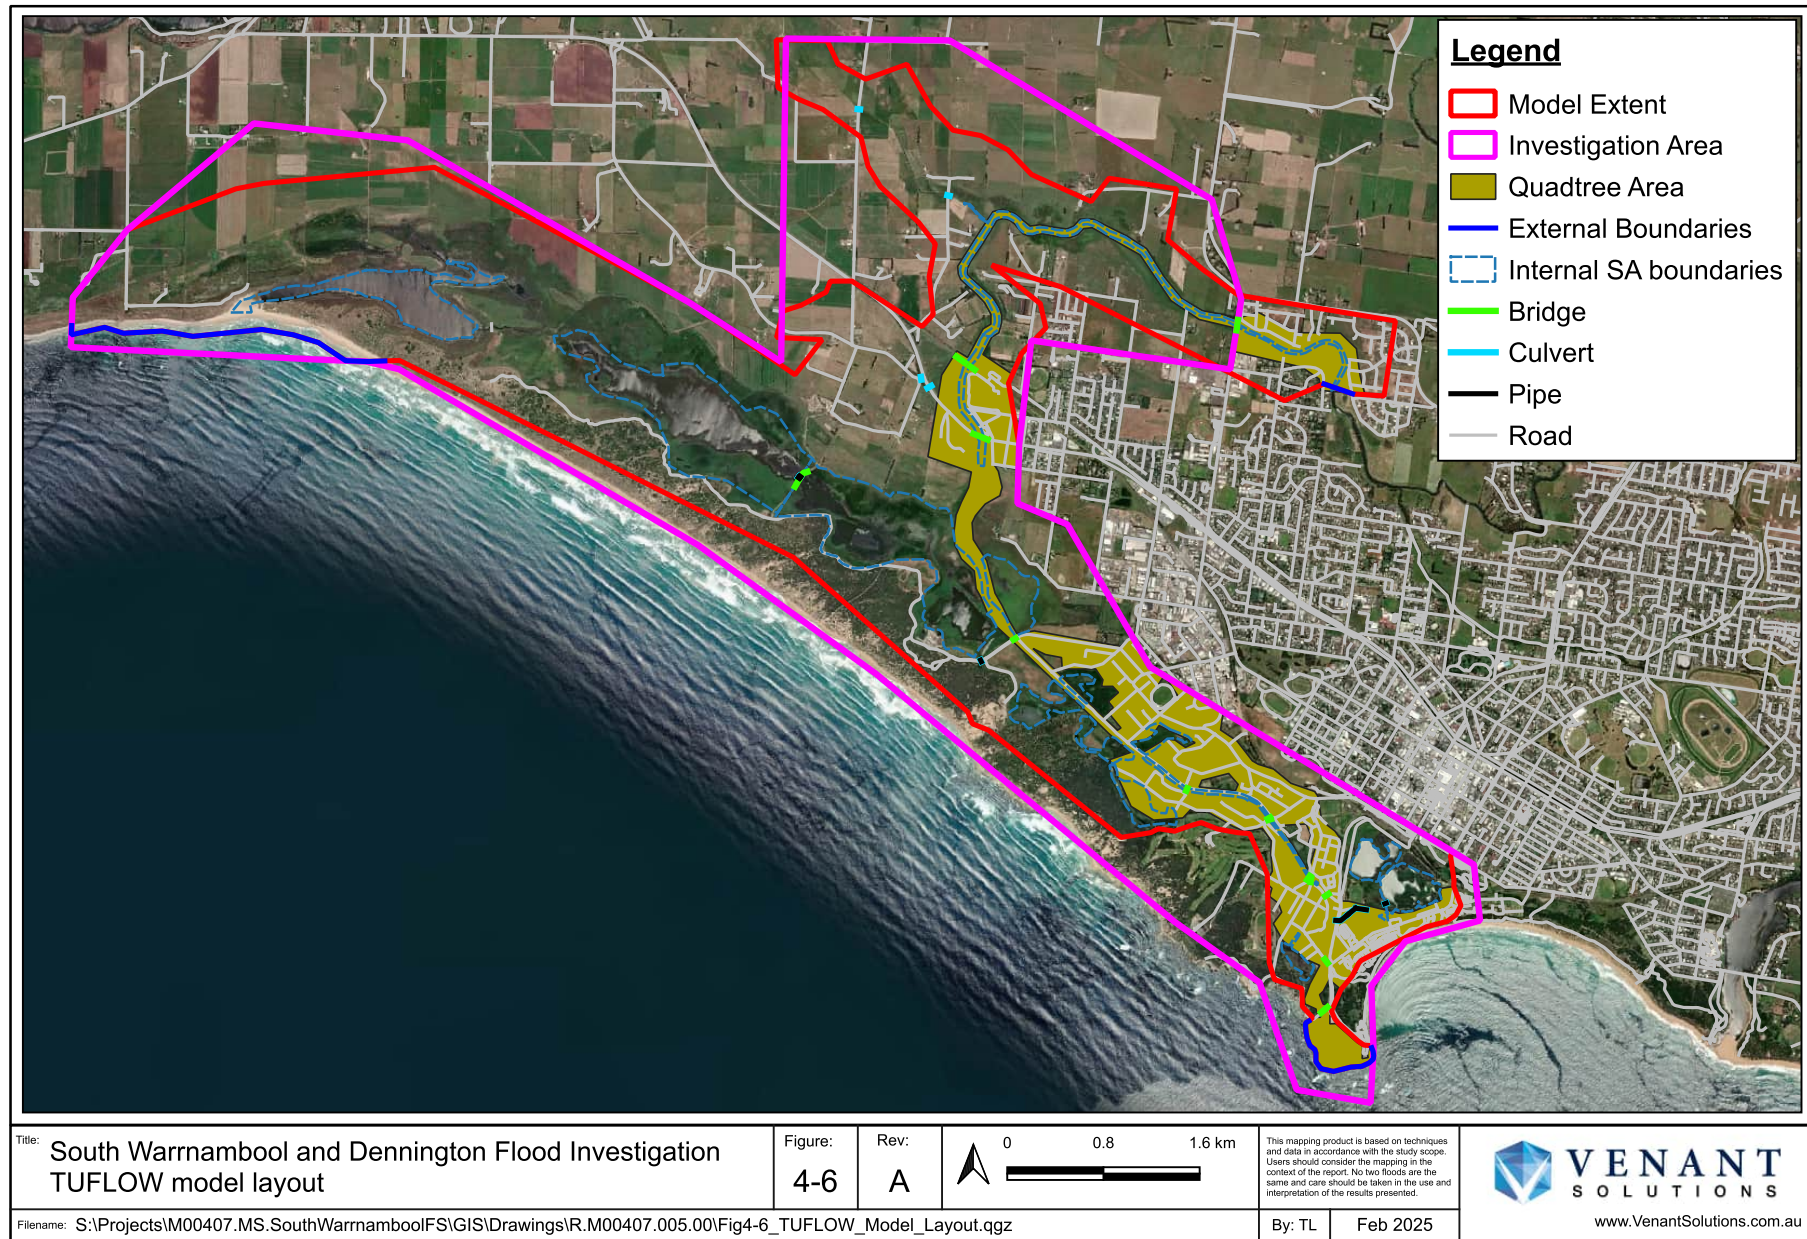 Legend
Model Extent
Investigation Area
Quadtree Area
External Boundaries
Internal SA boundaries
Bridge
Culvert
Pipe
Road
Title:
South Warrnambool and Dennington Flood Investigation
TUFLOW model layout
Figure:
4-6
Rev:
A
0 0.8 1.6 km
This mapping product is based on techniques
and data in accordance with the study scope.
Users should consider the mapping in the
context of the report. No two floods are the
same and care should be taken in the use and
interpretation of the results presented.
VENANT
SOLUTIONS
www.VenantSolutions.com.au
Filename: S:\Projects\M00407.MS.SouthWarrnamboolFS\GIS\Drawings\R.M00407.005.00\Fig4-6_TUFLOW_Model_Layout.qgz
By: TL
Feb 2025